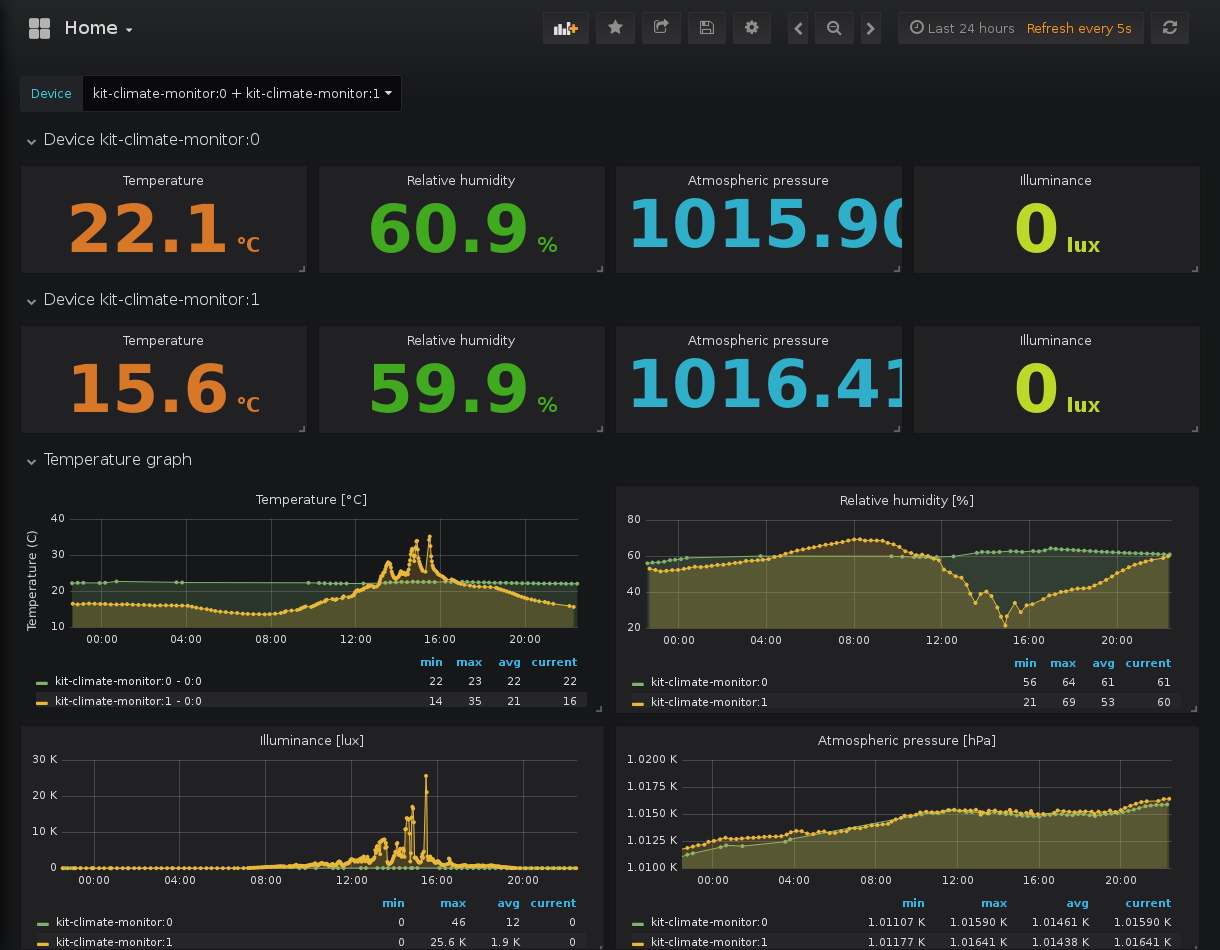 Home
Last 24 hours Refresh every 5s
Device kit-climate-monitor:0 + kit-climate-monitor:1
Device kit-climate-monitor:0
Temperature Relative humidity Atmospheric pressure Illuminance
22.1 °C 60.9 % 1015.90 0 lux
Device kit-climate-monitor:1
Temperature Relative humidity Atmospheric pressure Illuminance
15.6 °C 59.9 % 1016.41 0 lux
Temperature graph
Temperature [°C]
Temperature (C)
40
30
20
10
00:00 04:00 08:00 12:00 16:00 20:00
min max avg current
kit-climate-monitor:0 - 0:0 22 23 22 22
kit-climate-monitor:1 - 0:0 14 35 21 16
Relative humidity [%]
80
60
40
20
00:00 04:00 08:00 12:00 16:00 20:00
min max avg current
kit-climate-monitor:0 56 64 61 61
kit-climate-monitor:1 21 69 53 60
Illuminance [lux]
30 K
20 K
10 K
0
00:00 04:00 08:00 12:00 16:00 20:00
min max avg current
kit-climate-monitor:0 0 46 12 0
kit-climate-monitor:1 0 25.6 K 1.9 K 0
Atmospheric pressure [hPa]
1.0200 K
1.0175 K
1.0150 K
1.0125 K
1.0100 K
00:00 04:00 08:00 12:00 16:00 20:00
min max avg current
kit-climate-monitor:0 1.01107 K 1.01590 K 1.01461 K 1.01590 K
kit-climate-monitor:1 1.01177 K 1.01641 K 1.01438 K 1.01641 K